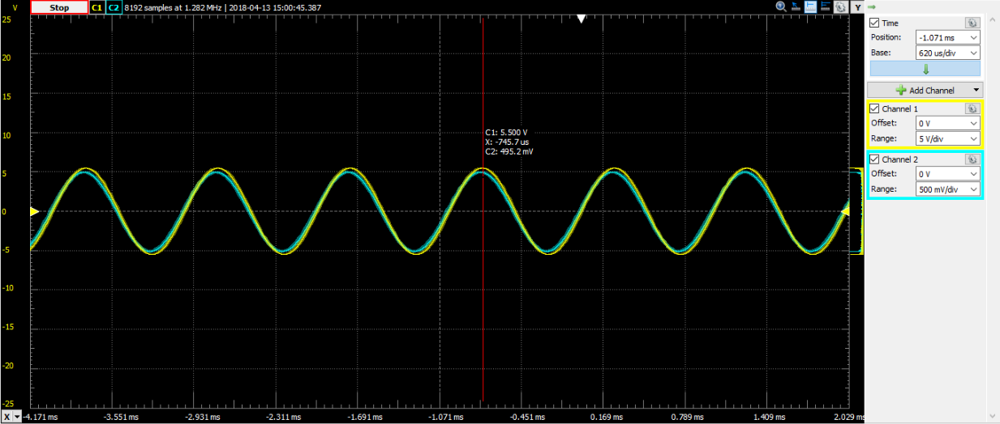 V Stop C1 C2 8192 samples at 1.282 MHz | 2018-04-13 15:00:45.387 Y
25
20
15
10
5
0
-5
-10
-15
-20
-25
C1: 5.500 V
X: -745.7 us
C2: 495.2 mV
X -4.171 ms -3.551 ms -2.931 ms -2.311 ms -1.691 ms -1.071 ms -0.451 ms 0.169 ms 0.789 ms 1.409 ms 2.029 ms
Time
Position: -1.071 ms
Base: 620 us/div
Add Channel
Channel 1
Offset: 0 V
Range: 5 V/div
Channel 2
Offset: 0 V
Range: 500 mV/div